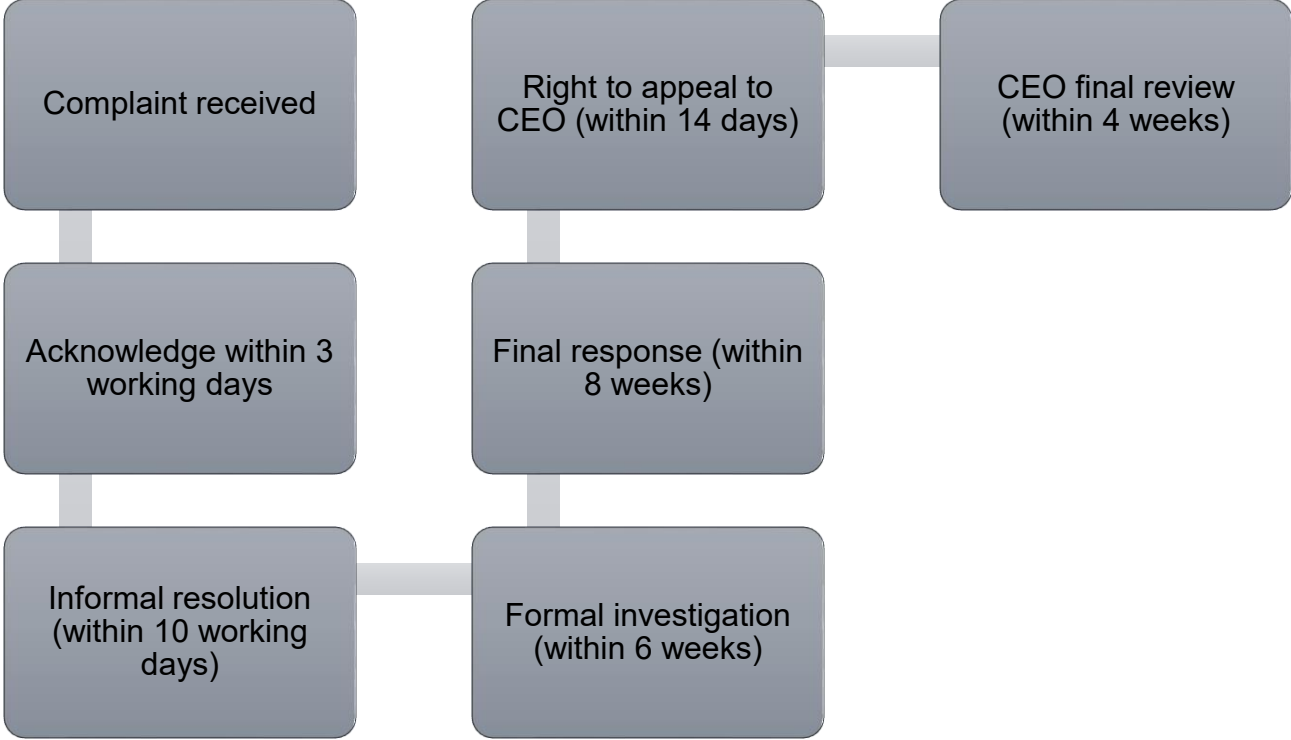 Complaint received
Acknowledge within 3
working days
Informal resolution
(within 10 working
days)
Formal investigation
(within 6 weeks)
Final response (within
8 weeks)
Right to appeal to
CEO (within 14 days)
CEO final review
(within 4 weeks)